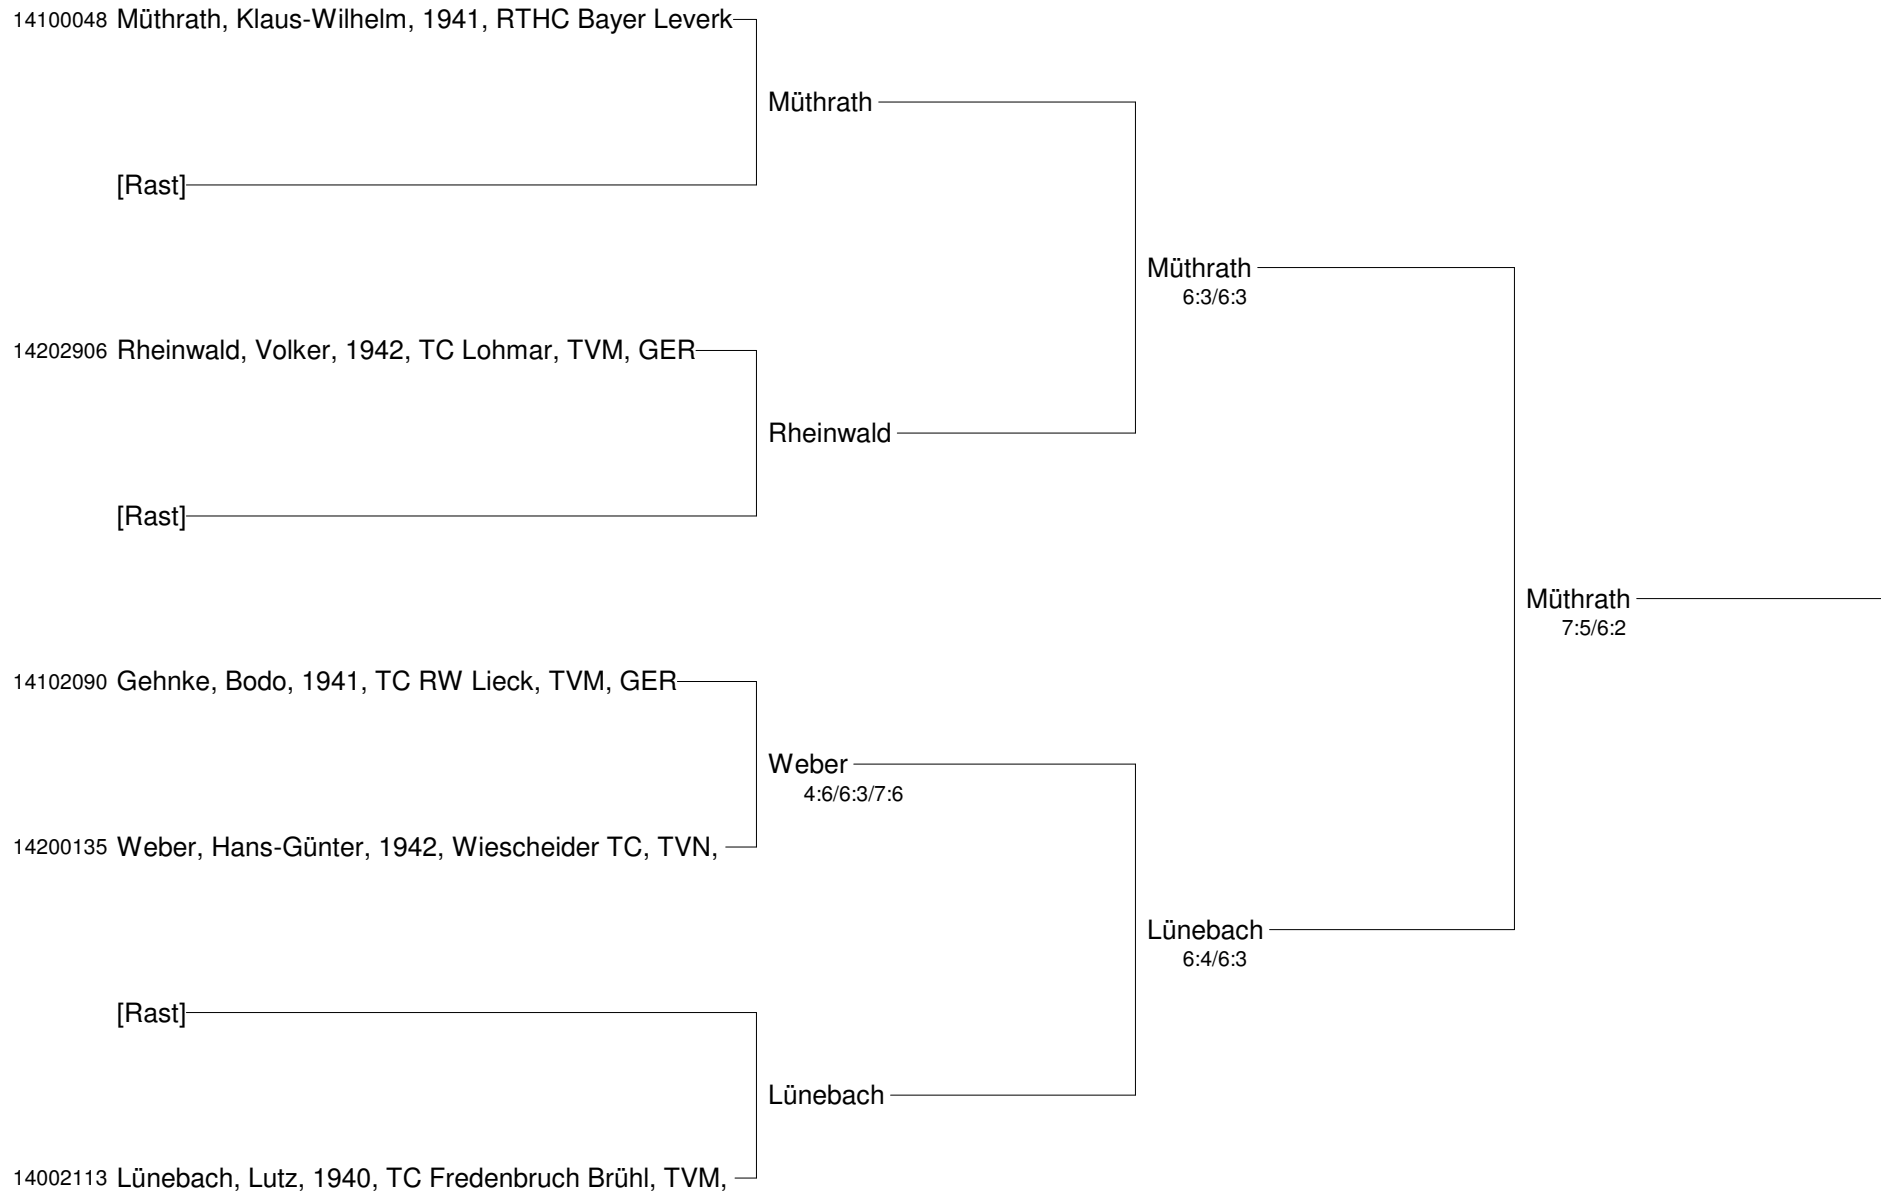 14100048 Müthrath, Klaus-Wilhelm, 1941, RTHC Bayer Leverk
Müthrath
[Rast]
Müthrath
6:3/6:3
14202906 Rheinwald, Volker, 1942, TC Lohmar, TVM, GER
Rheinwald
[Rast]
Müthrath
7:5/6:2
14102090 Gehnke, Bodo, 1941, TC RW Lieck, TVM, GER
Weber
4:6/6:3/7:6
14200135 Weber, Hans-Günter, 1942, Wiescheider TC, TVN,
Lünebach
6:4/6:3
[Rast]
Lünebach
14002113 Lünebach, Lutz, 1940, TC Fredenbruch Brühl, TVM,